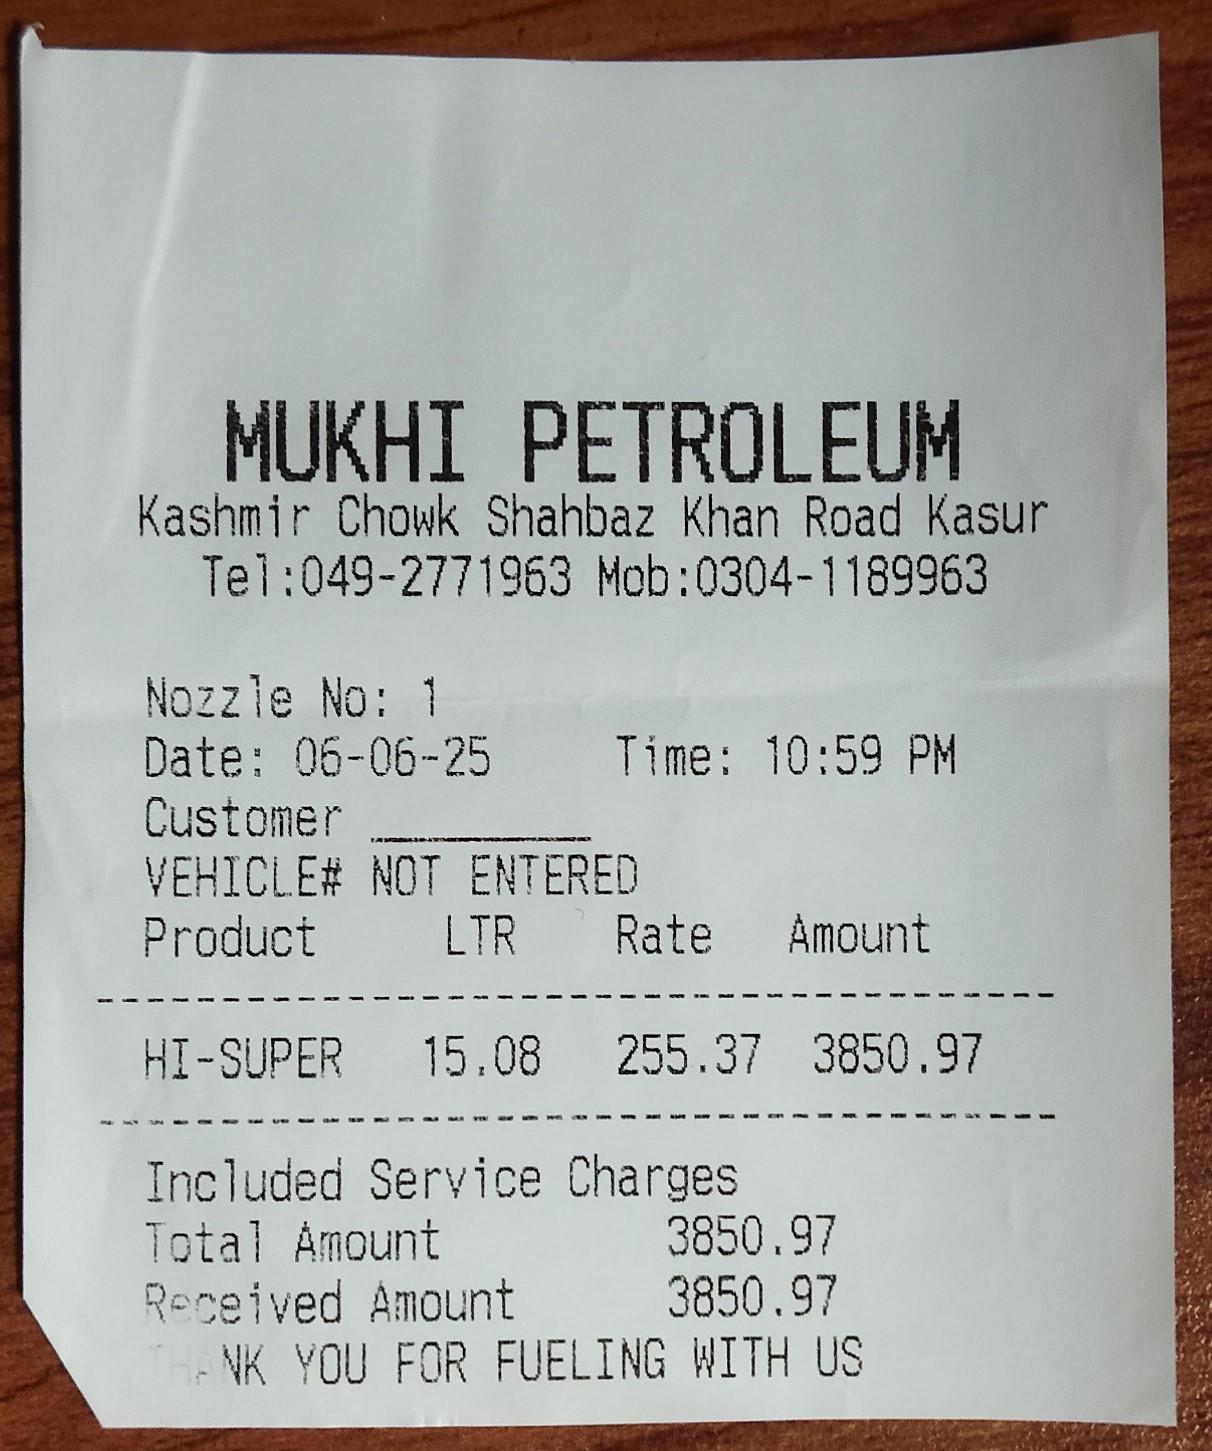 MUKHI PETROLEUM
Kashmir Chowk Shahbaz Khan Road Kasur
Tel:049-2771963 Mob:0304-1189963
Nozzle No: 1
Date: 06-06-25 Time: 10:59 PM
Customer _________
VEHICLE# NOT ENTERED
Product LTR Rate Amount
---------------------------------------
HI-SUPER 15.08 255.37 3850.97
---------------------------------------
Included Service Charges
Total Amount 3850.97
Received Amount 3850.97
THANK YOU FOR FUELING WITH US